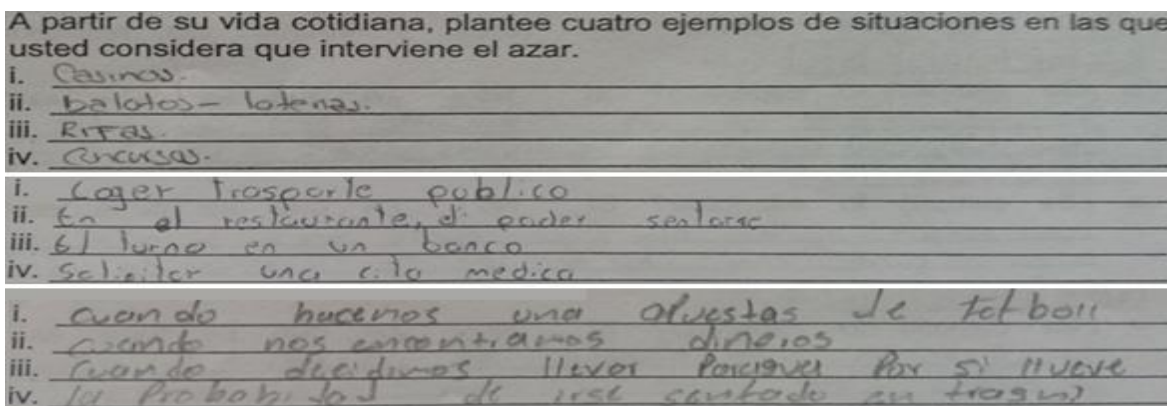 A partir de su vida cotidiana, plantee cuatro ejemplos de situaciones en las que
usted considera que interviene el azar.
i. Casinos.
ii. balotos - loterias.
iii. Rifas.
iv. Concursos.
i. Coger trasporte publico
ii. En el restaurante, el poder sentarse
iii. El turno en un banco
iv. Solicitar una cita medica
i. cuando hacemos una apuestas de fotboll
ii. cuando nos encontramos dineros
iii. cuando decidimos llevar Paraguas Por si llueve
iv. la Probabilidad de irse sentado en